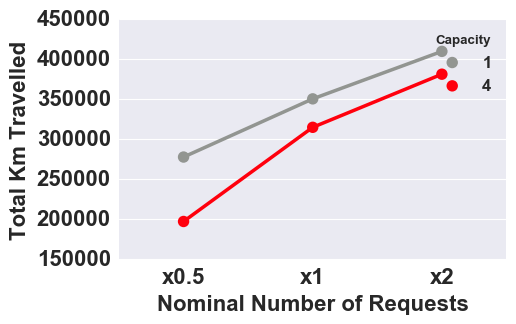 450000
400000
350000
300000
250000
200000
150000
Total Km Travelled
Capacity
1
4
x0.5 x1 x2
Nominal Number of Requests